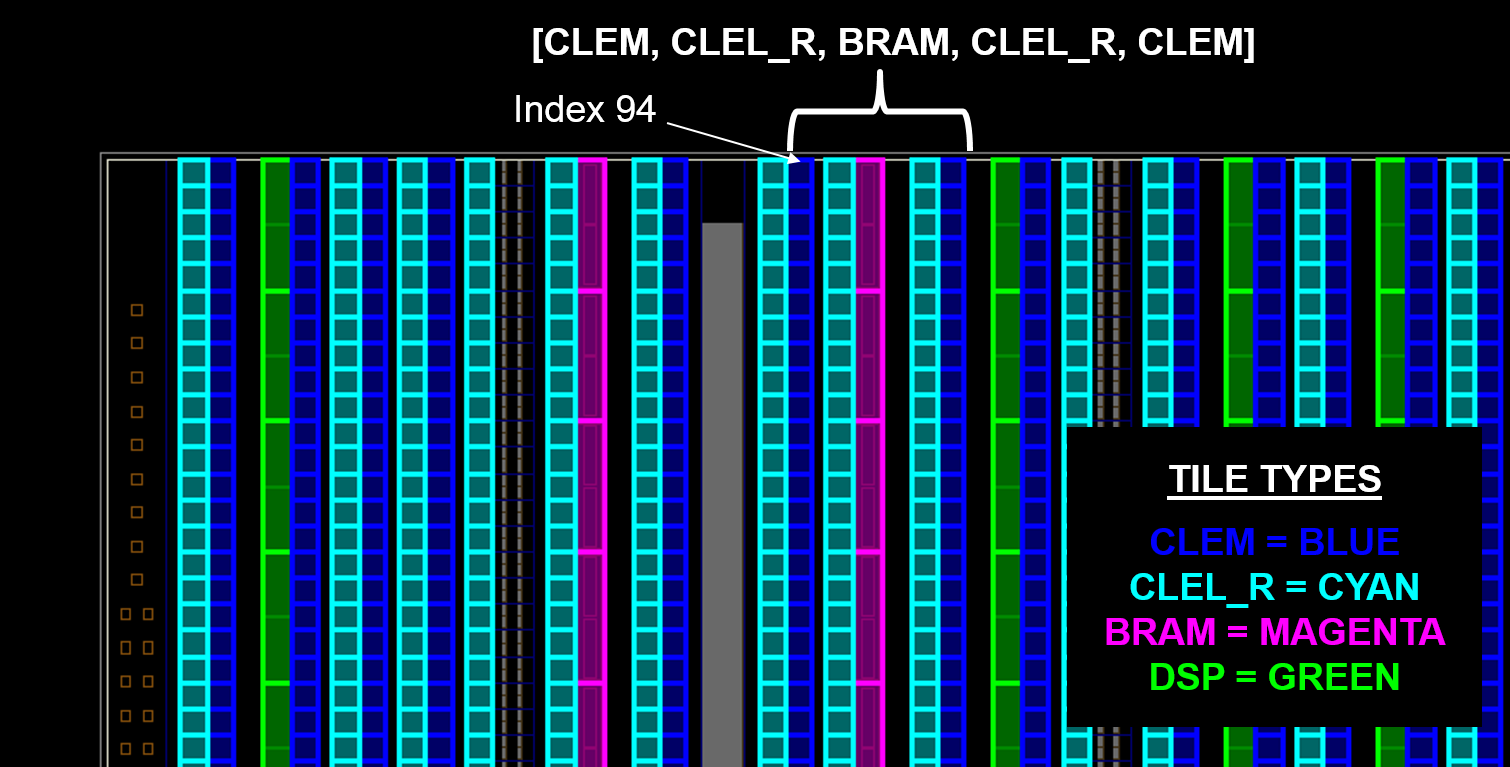 [CLEM, CLEL_R, BRAM, CLEL_R, CLEM]
Index 94
TILE TYPES
CLEM = BLUE
CLEL_R = CYAN
BRAM = MAGENTA
DSP = GREEN